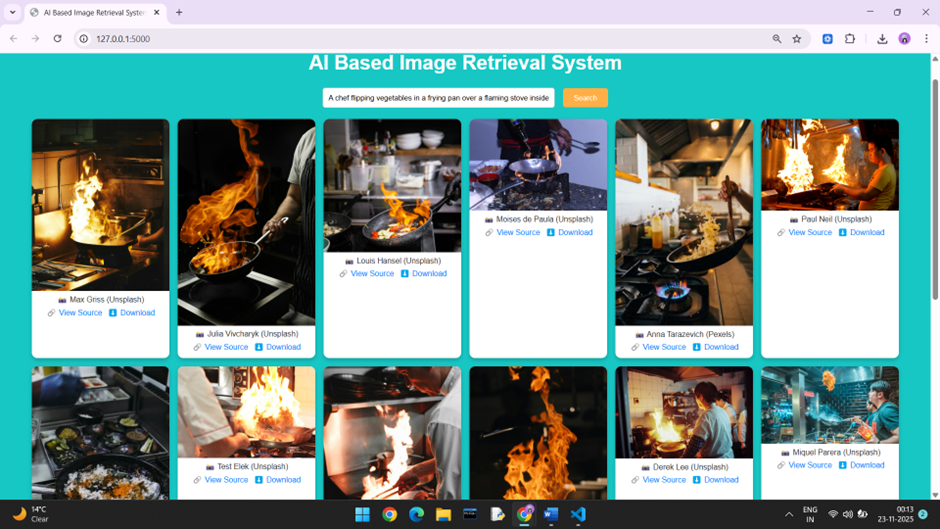 AI Based Image Retrieval System
127.0.0.1:5000
AI Based Image Retrieval System
A chef flipping vegetables in a frying pan over a flaming stove inside
Search
Max Griss (Unsplash)
View Source Download
Julia Vivcharyk (Unsplash)
View Source Download
Louis Hansel (Unsplash)
View Source Download
Moises de Paula (Unsplash)
View Source Download
Anna Tarazevich (Pexels)
View Source Download
Paul Neil (Unsplash)
View Source Download
Test Elek (Unsplash)
View Source Download
Derek Lee (Unsplash)
View Source Download
Miquel Parera (Unsplash)
View Source Download
14°C
Clear
ENG
IN
00:13
23-11-2025
2